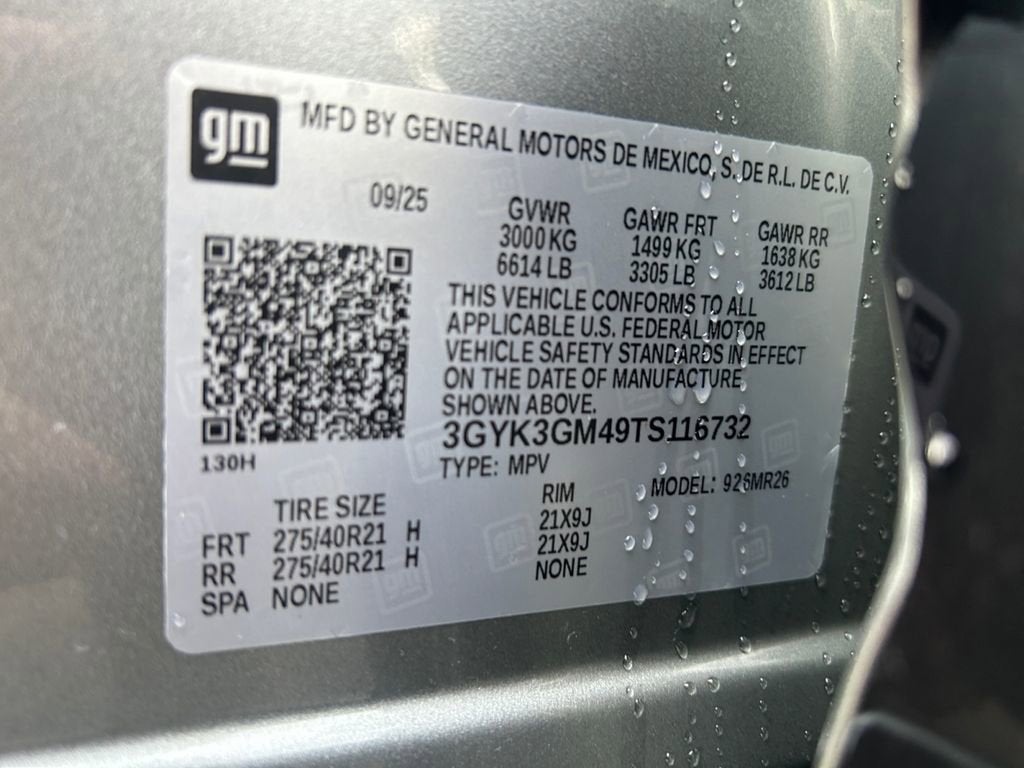 gm
MFD BY GENERAL MOTORS DE MEXICO, S. DE R.L. DE C.V.
09/25 GVWR GAWR FRT GAWR RR
3000 KG 1499 KG 1638 KG
6614 LB 3305 LB 3612 LB
THIS VEHICLE CONFORMS TO ALL
APPLICABLE U.S. FEDERAL MOTOR
VEHICLE SAFETY STANDARDS IN EFFECT
ON THE DATE OF MANUFACTURE
SHOWN ABOVE.
3GYK3GM49TS116732
130H
TYPE: MPV MODEL: 926MR26
TIRE SIZE RIM
FRT 275/40R21 H 21X9J
RR 275/40R21 H 21X9J
SPA NONE NONE